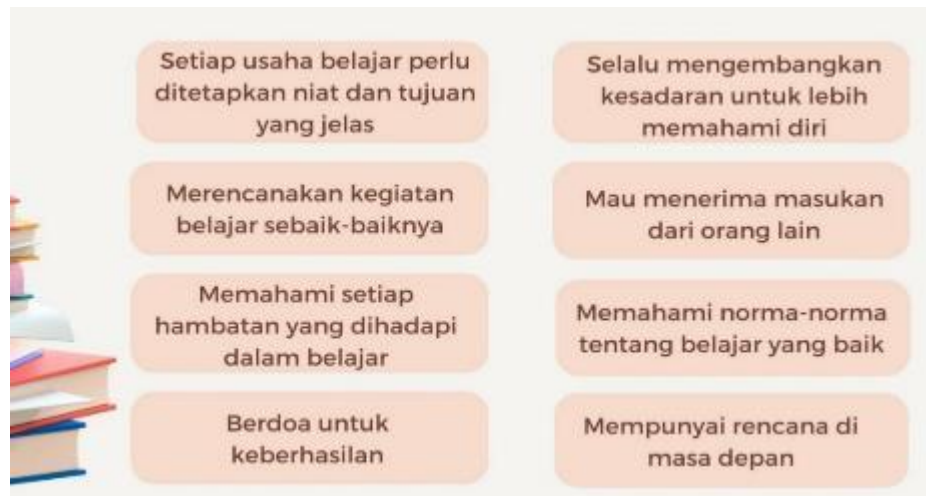 Setiap usaha belajar perlu
ditetapkan niat dan tujuan
yang jelas
Merencanakan kegiatan
belajar sebaik-baiknya
Memahami setiap
hambatan yang dihadapi
dalam belajar
Berdoa untuk
keberhasilan
Selalu mengembangkan
kesadaran untuk lebih
memahami diri
Mau menerima masukan
dari orang lain
Memahami norma-norma
tentang belajar yang baik
Mempunyai rencana di
masa depan